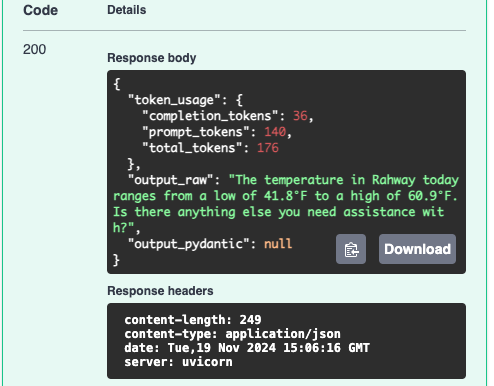 Code Details
200
Response body
{
"token_usage": {
"completion_tokens": 36,
"prompt_tokens": 140,
"total_tokens": 176
},
"output_raw": "The temperature in Rahway today
ranges from a low of 41.8°F to a high of 60.9°F.
Is there anything else you need assistance wit
h?",
"output_pydantic": null
}
Download
Response headers
content-length: 249
content-type: application/json
date: Tue,19 Nov 2024 15:06:16 GMT
server: uvicorn